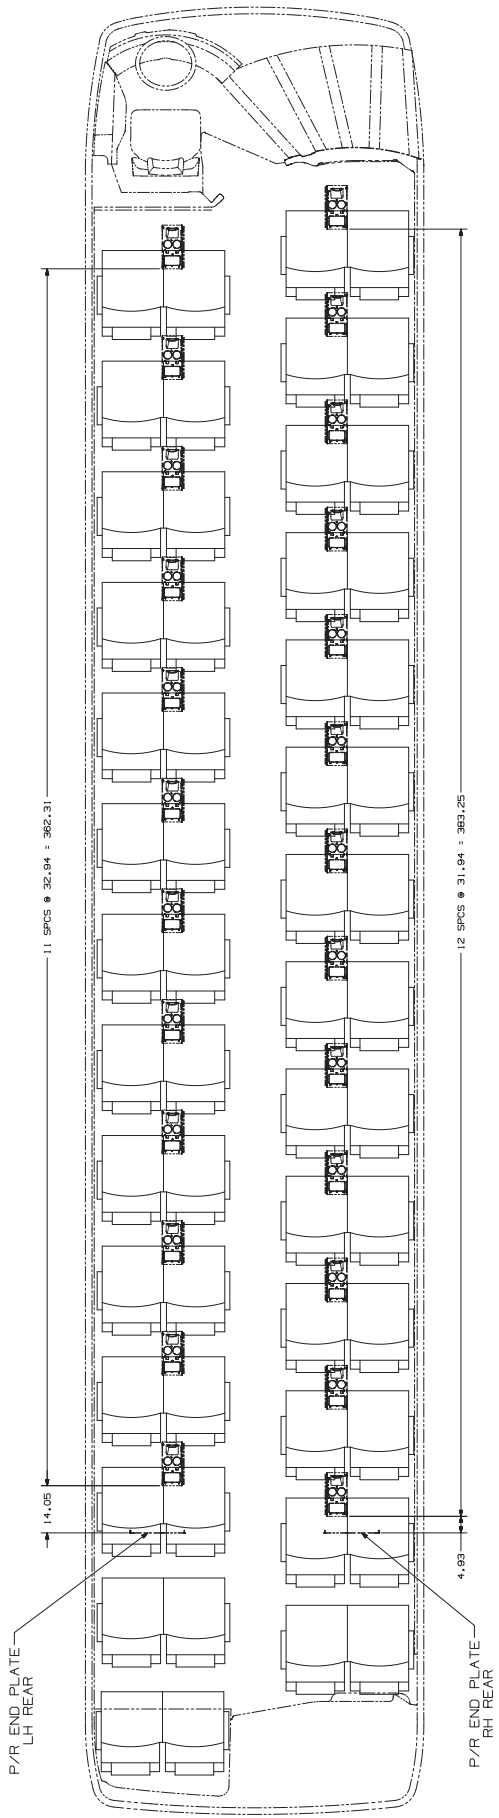 11 SPCS @ 32.94 = 362.31
12 SPCS @ 31.94 = 383.25
14.05
4.93
P/R END PLATE
LH REAR
P/R END PLATE
RH REAR